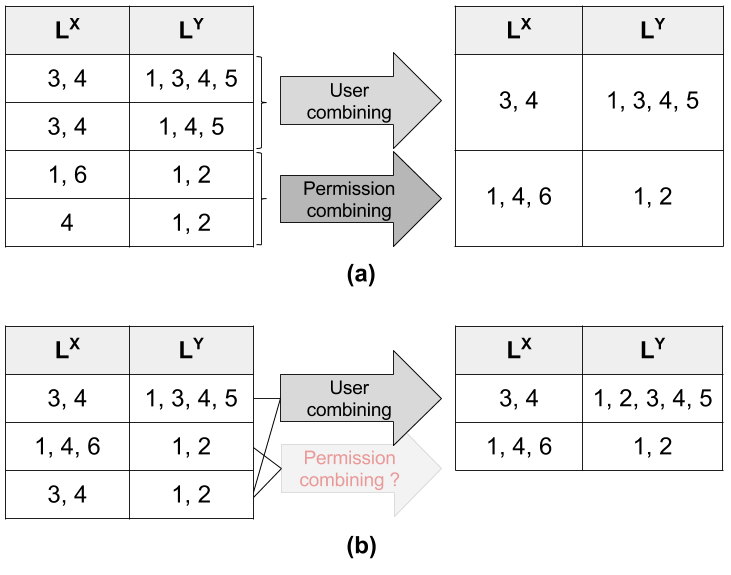 L^X L^Y
3, 4 1, 3, 4, 5
3, 4 1, 4, 5
1, 6 1, 2
4 1, 2
User
combining
Permission
combining
L^X L^Y
3, 4 1, 3, 4, 5
1, 4, 6 1, 2
(a)
L^X L^Y
3, 4 1, 3, 4, 5
1, 4, 6 1, 2
3, 4 1, 2
User
combining
Permission
combining ?
L^X L^Y
3, 4 1, 2, 3, 4, 5
1, 4, 6 1, 2
(b)